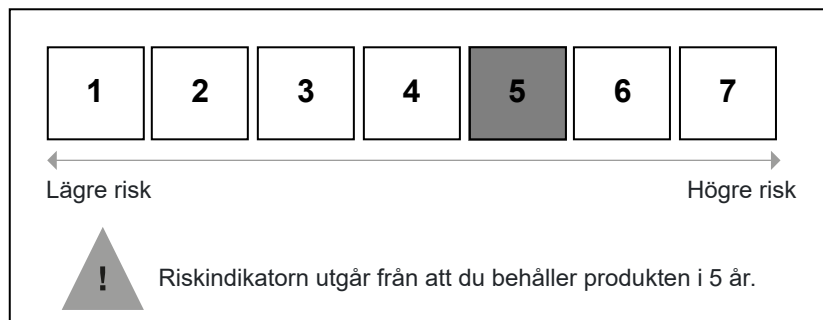 1 2 3 4 5 6 7
Lägre risk Högre risk
! Riskindikatorn utgår från att du behåller produkten i 5 år.